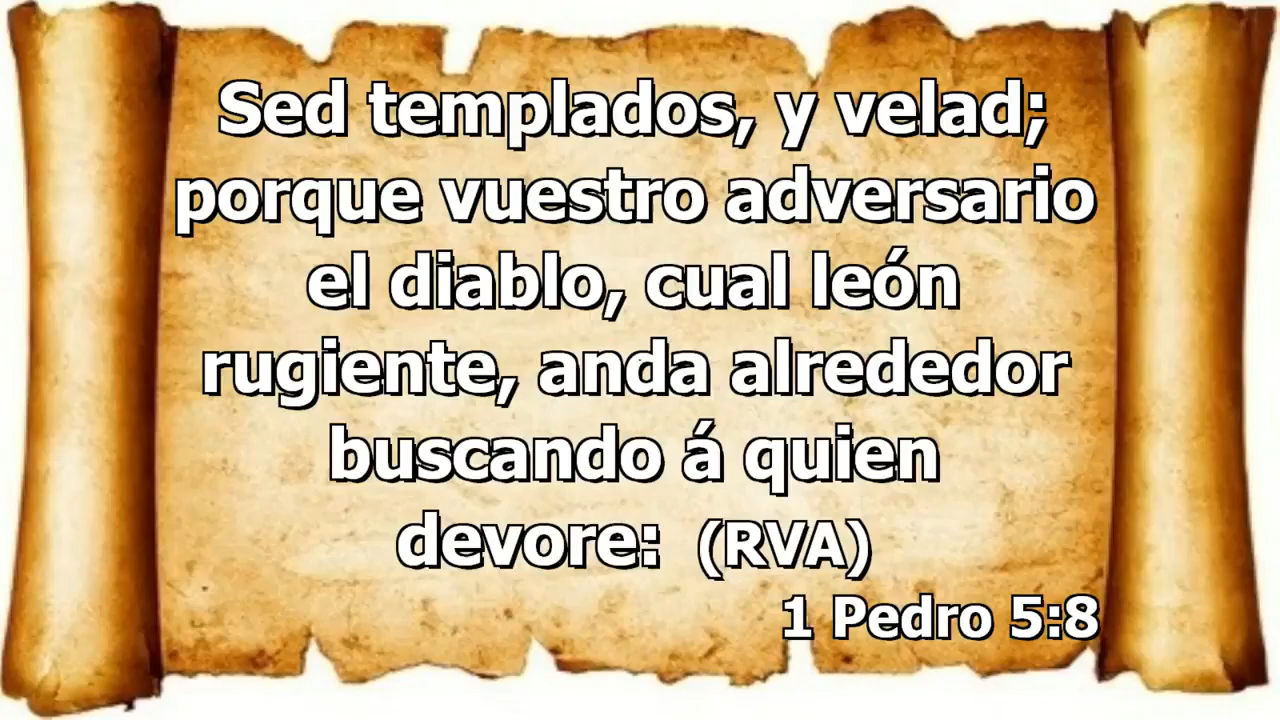 Sed templados, y velad;
porque vuestro adversario
el diablo, cual león
rugiente, anda alrededor
buscando á quien
devore: (RVA)
1 Pedro 5:8